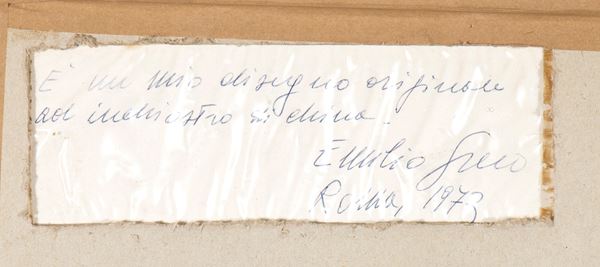 E' un mio disegno originale
ad inchiostro di china.
Emilio Greco
Roma, 1973